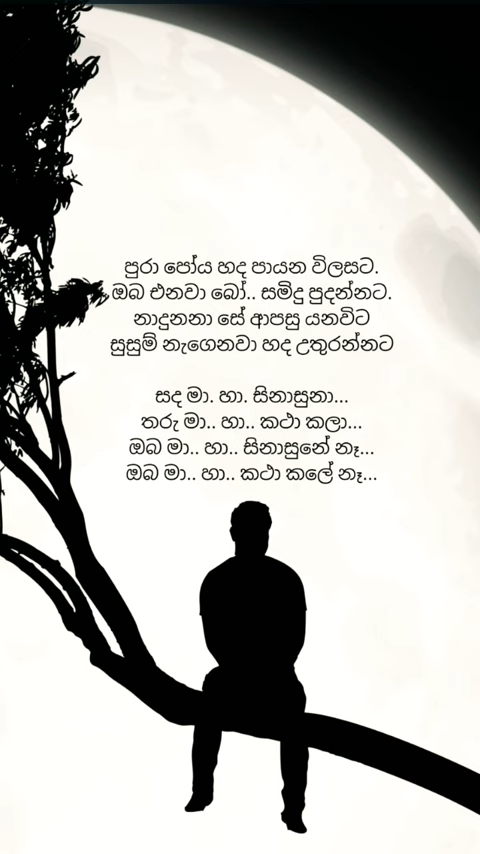 පුරා පෝය හද පායන විලසට.
ඔබ එනවා බෝ.. සමිදු පුදන්නට.
නාදුනනා සේ ආපසු යනවිට
සුසුම් නැගෙනවා හද උතුරන්නට
සද මා. හා. සිනාසුනා...
තරු මා.. හා.. කථා කලා...
ඔබ මා.. හා.. සිනාසුනේ නෑ...
ඔබ මා.. හා.. කථා කලේ නෑ...